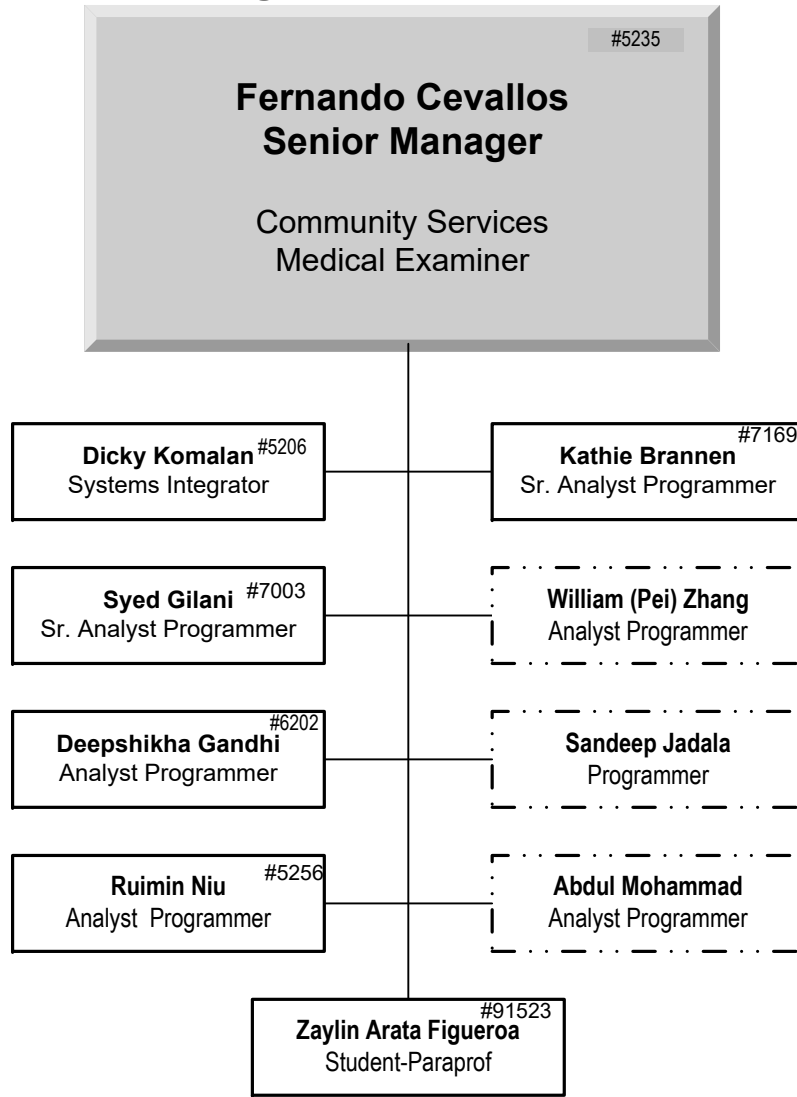 #5235
Fernando Cevallos
Senior Manager
Community Services
Medical Examiner
Dicky Komalan #5206
Systems Integrator
#7169
Kathie Brannen
Sr. Analyst Programmer
Syed Gilani #7003
Sr. Analyst Programmer
William (Pei) Zhang
Analyst Programmer
#6202
Deepshikha Gandhi
Analyst Programmer
Sandeep Jadala
Programmer
Ruimin Niu #5256
Analyst Programmer
Abdul Mohammad
Analyst Programmer
#91523
Zaylin Arata Figueroa
Student-Paraprof